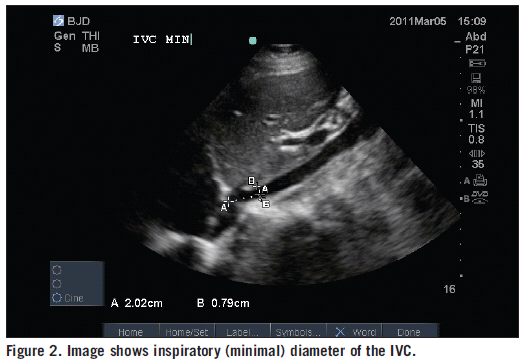 BJD
2011Mar05 15:09
Gen THI
S MB
IVC MIN
Abd
P21
98%
MI
1.1
TIS
0.8
35
A
B
B
A
A
B
16
Cine
A 2.02cm B 0.79cm
Home Home/Set Label... Symbols... X Word Done
Figure 2. Image shows inspiratory (minimal) diameter of the IVC.